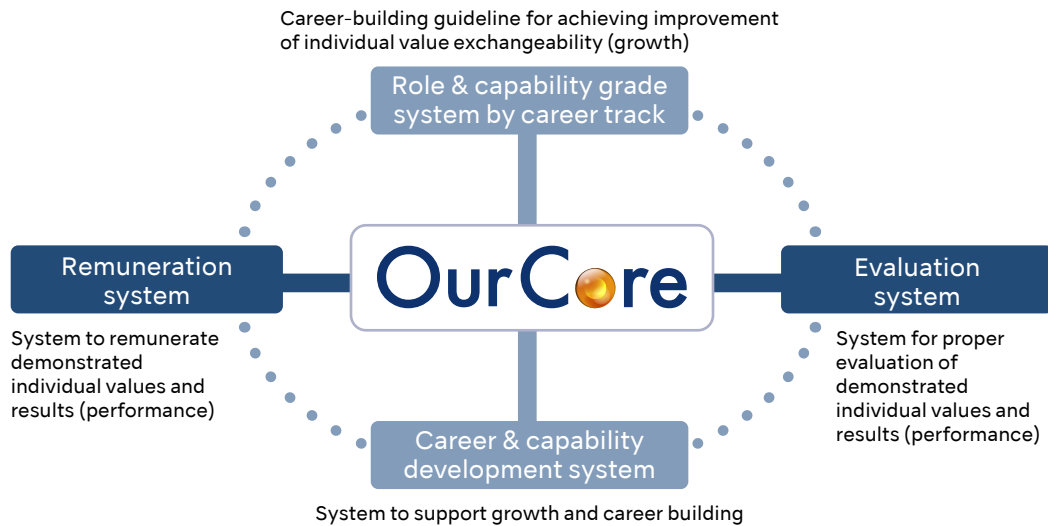 Career-building guideline for achieving improvement
of individual value exchangeability (growth)
Role & capability grade
system by career track
Remuneration
system
System to remunerate
demonstrated
individual values and
results (performance)
Our Core
Evaluation
system
System for proper
evaluation of
demonstrated
individual values and
results (performance)
Career & capability
development system
System to support growth and career building